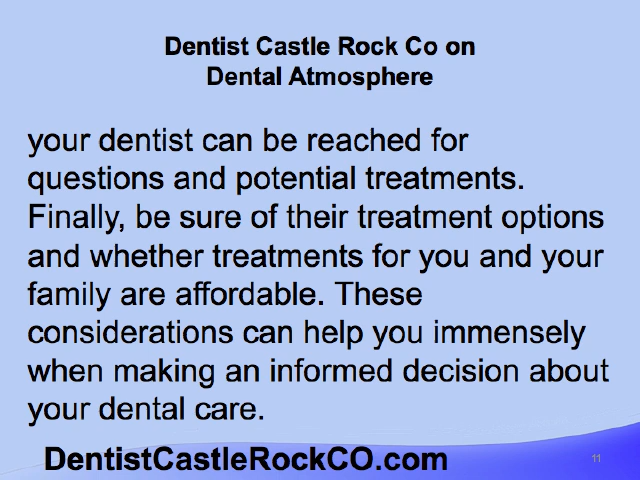 Dentist Castle Rock Co on
Dental Atmosphere
your dentist can be reached for
questions and potential treatments.
Finally, be sure of their treatment options
and whether treatments for you and your
family are affordable. These
considerations can help you immensely
when making an informed decision about
your dental care.
DentistCastleRockCO.com
11